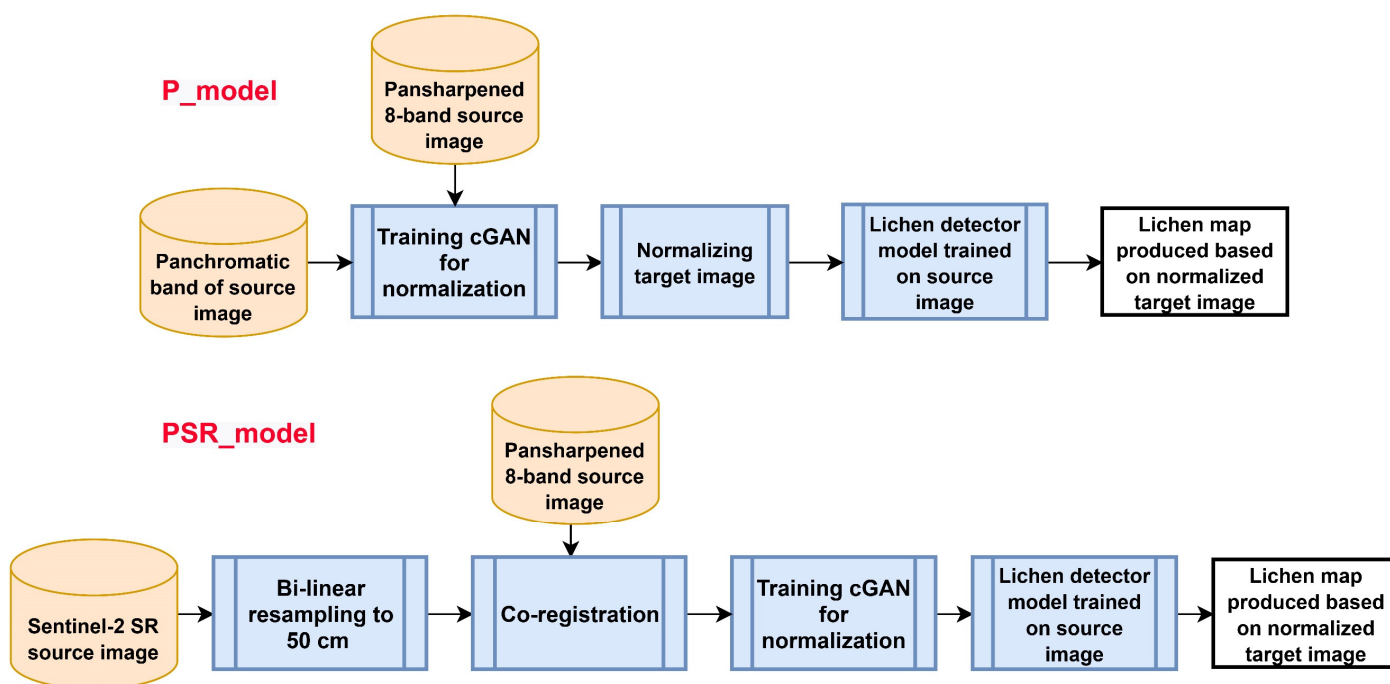 P_model
Pansharpened
8-band source
image
Panchromatic
band of source
image
Training cGAN
for
normalization
Normalizing
target image
Lichen detector
model trained
on source
image
Lichen map
produced based
on normalized
target image
PSR_model
Pansharpened
8-band source
image
Sentinel-2 SR
source image
Bi-linear
resampling to
50 cm
Co-registration
Training cGAN
for
normalization
Lichen detector
model trained
on source
image
Lichen map
produced based
on normalized
target image